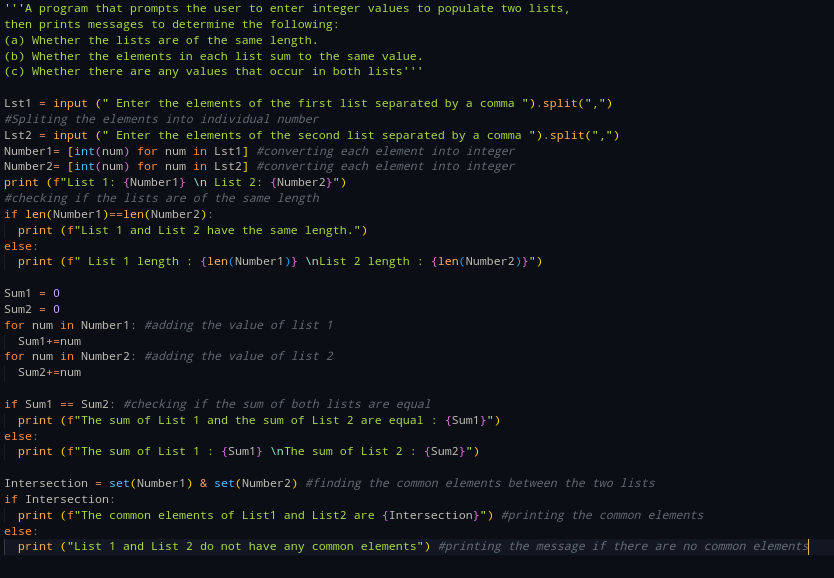 '''A program that prompts the user to enter integer values to populate two lists,
then prints messages to determine the following:
(a) Whether the lists are of the same length.
(b) Whether the elements in each list sum to the same value.
(c) Whether there are any values that occur in both lists'''

Lst1 = input (" Enter the elements of the first list separated by a comma ").split(",")
#Spliting the elements into individual number
Lst2 = input (" Enter the elements of the second list separated by a comma ").split(",")
Number1= [int(num) for num in Lst1] #converting each element into integer
Number2= [int(num) for num in Lst2] #converting each element into integer
print (f"List 1: {Number1} \n List 2: {Number2}")
#checking if the lists are of the same length
if len(Number1)==len(Number2):
  print (f"List 1 and List 2 have the same length.")
else:
  print (f" List 1 length : {len(Number1)} \nList 2 length : {len(Number2)}")

Sum1 = 0
Sum2 = 0
for num in Number1: #adding the value of list 1
  Sum1+=num
for num in Number2: #adding the value of list 2
  Sum2+=num

if Sum1 == Sum2: #checking if the sum of both lists are equal
  print (f"The sum of List 1 and the sum of List 2 are equal : {Sum1}")
else:
  print (f"The sum of List 1 : {Sum1} \nThe sum of List 2 : {Sum2}")

Intersection = set(Number1) & set(Number2) #finding the common elements between the two lists
if Intersection:
  print (f"The common elements of List1 and List2 are {Intersection}") #printing the common elements
else:
  print ("List 1 and List 2 do not have any common elements") #printing the message if there are no common elements